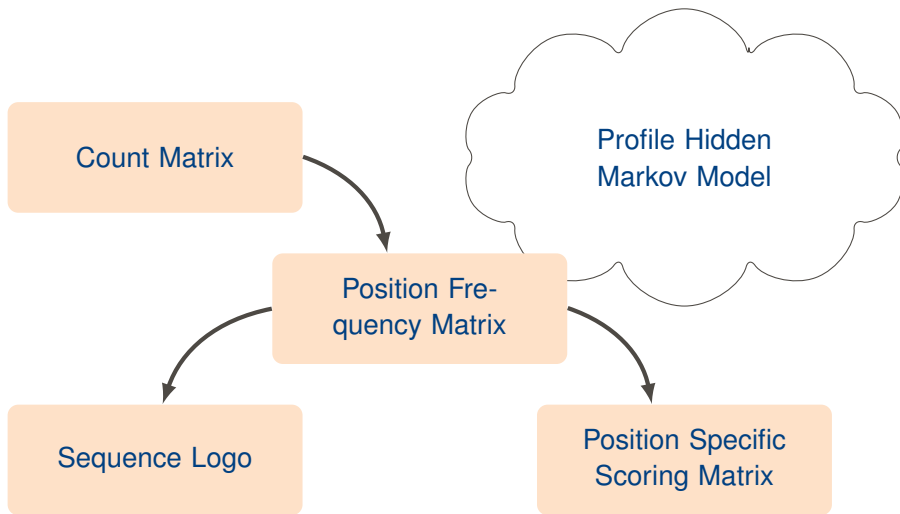 Profile Hidden
Markov Model
Count Matrix
Position Fre-
quency Matrix
Sequence Logo
Position Specific
Scoring Matrix